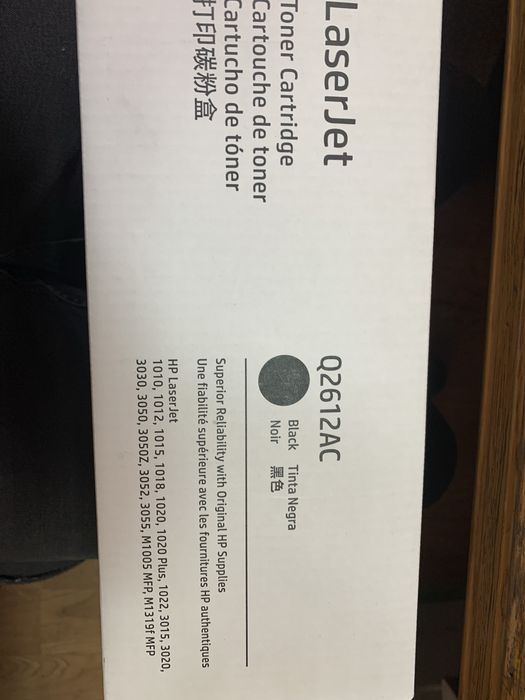 LaserJet
Toner Cartridge
Cartouche de toner
Cartucho de tóner
打印碳粉盒
Q2612AC
Black Tinta Negra
Noir 黑色
Superior Reliability with Original HP Supplies
Une fiabilité supérieure avec les fournitures HP authentiques
HP LaserJet
1010, 1012, 1015, 1018, 1020, 1020 Plus, 1022, 3015, 3020,
3030, 3050, 3050Z, 3052, 3055, M1005 MFP, M1319f MFP